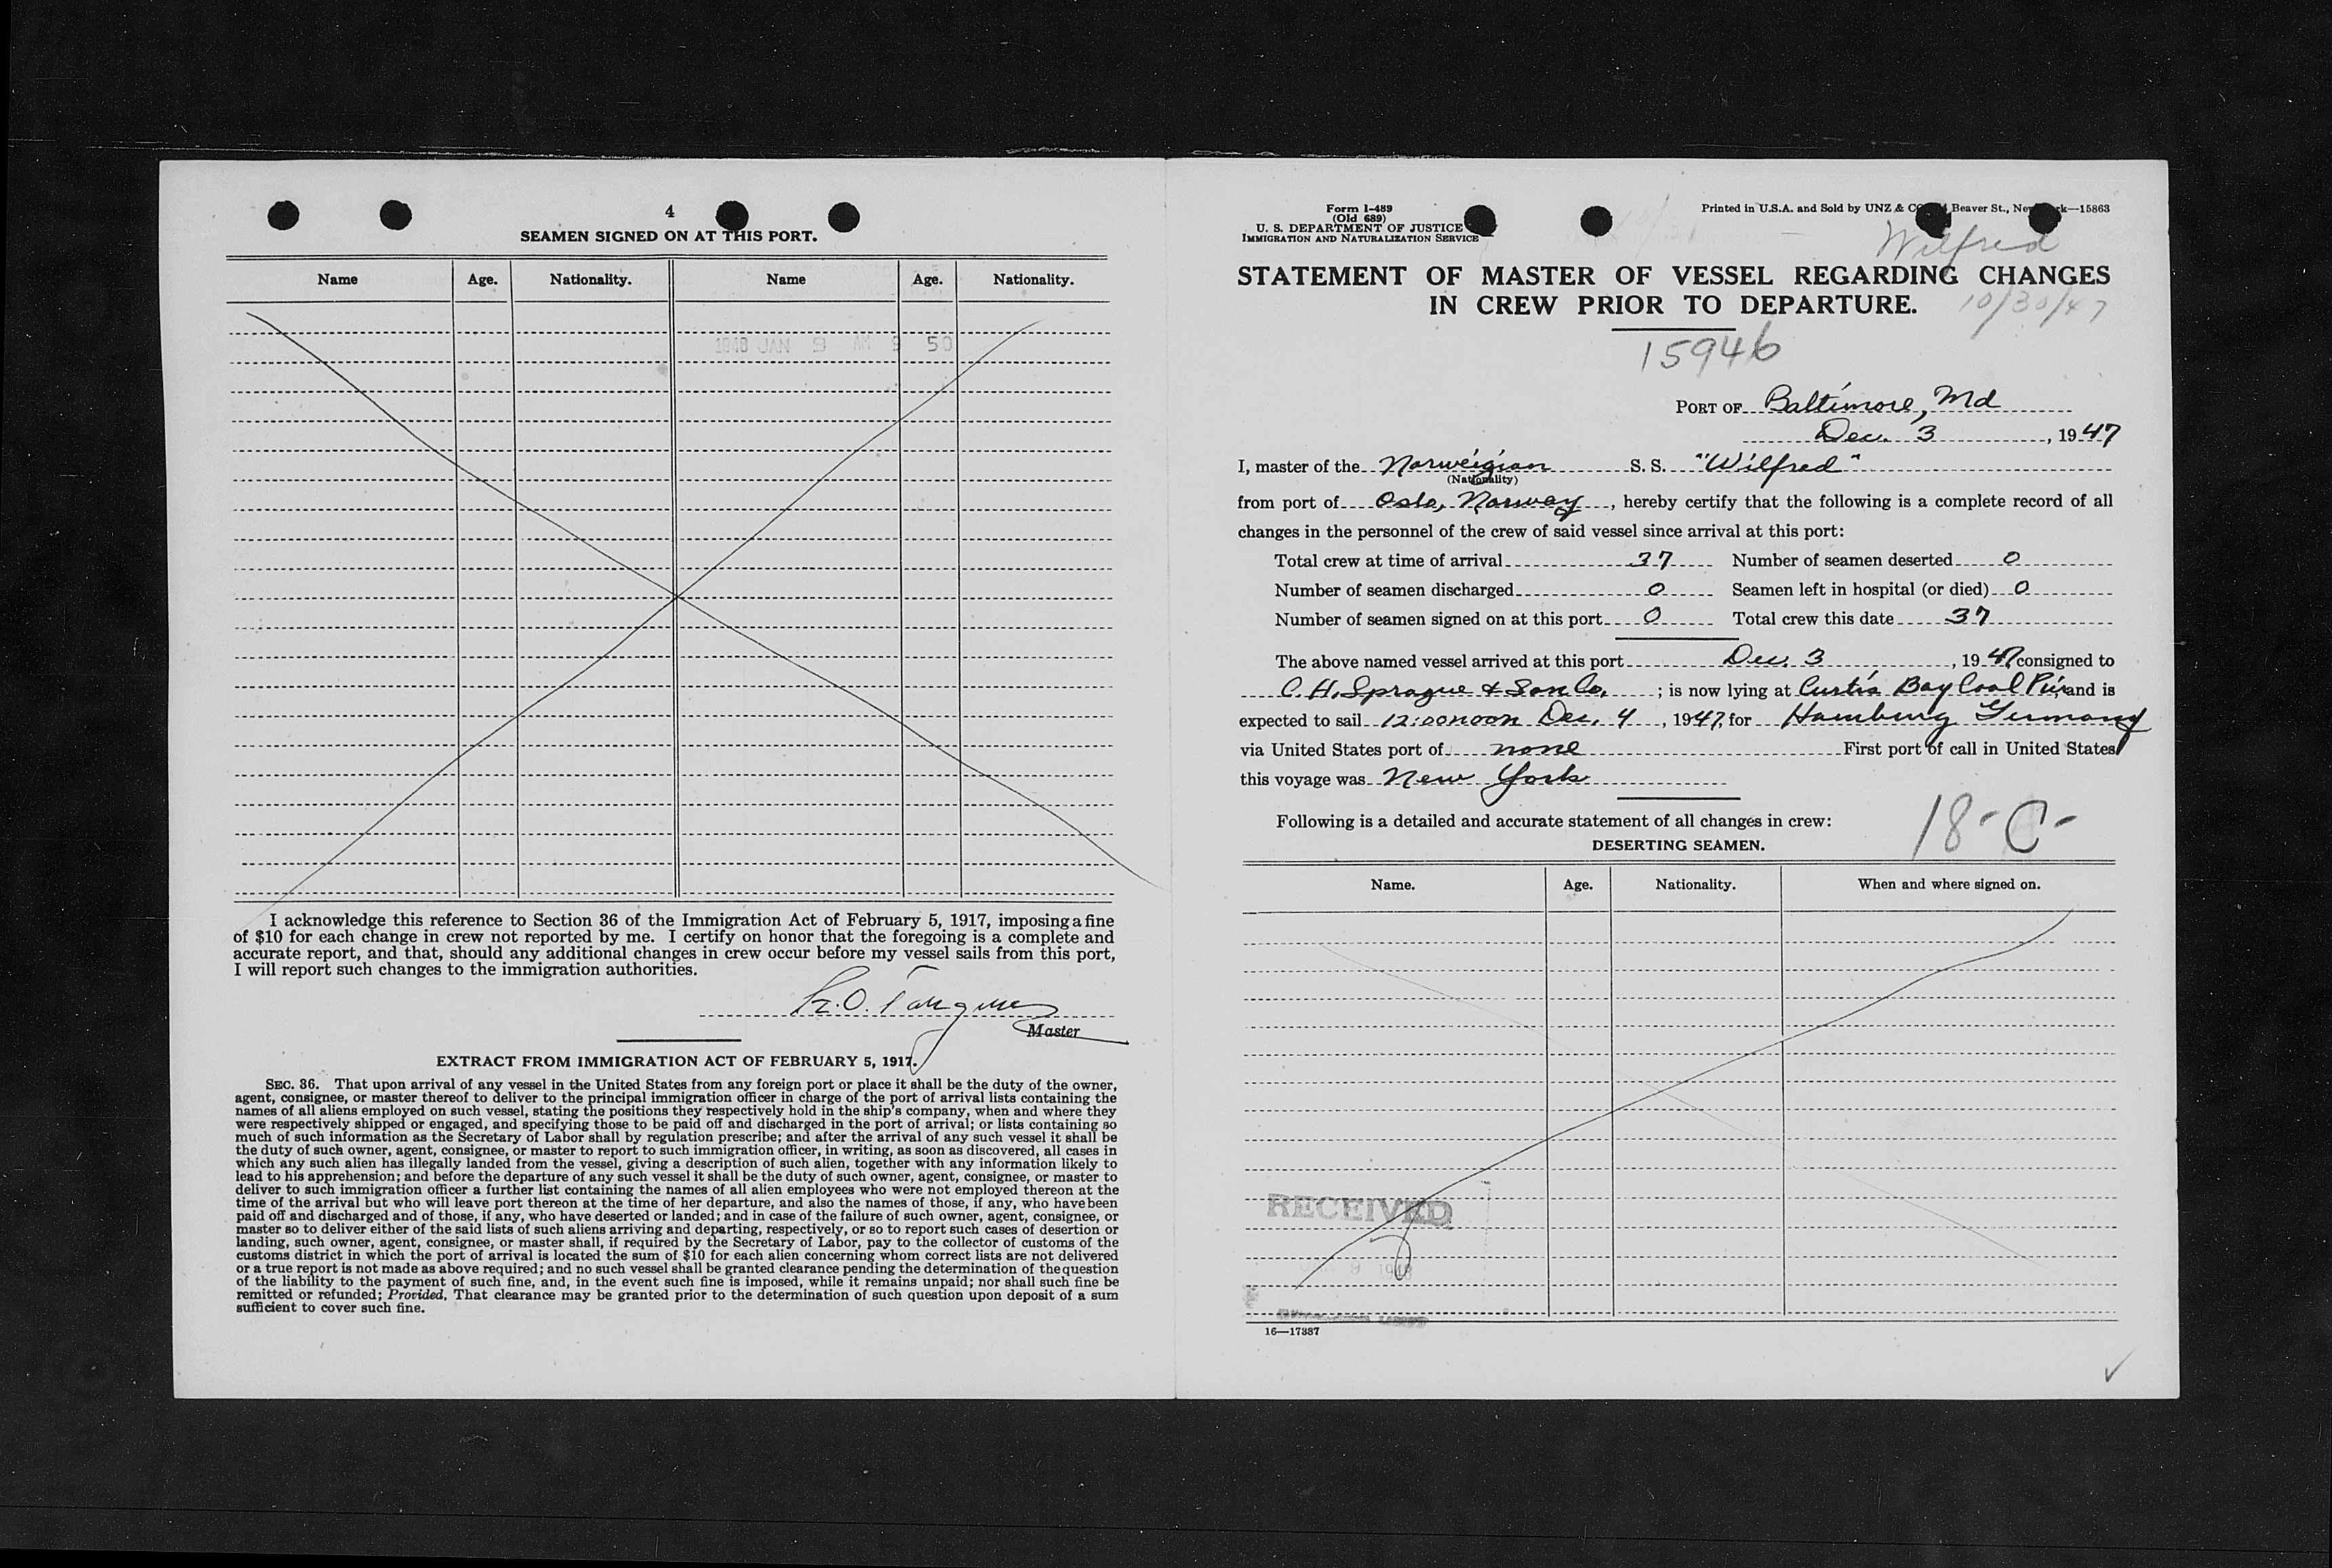 4
SEAMEN SIGNED ON AT THIS PORT.
Name Age. Nationality. Name Age. Nationality.
1948 JAN 9 AM 9 50
I acknowledge this reference to Section 36 of the Immigration Act of February 5, 1917, imposing a fine
of $10 for each change in crew not reported by me. I certify on honor that the foregoing is a complete and
accurate report, and that, should any additional changes in crew occur before my vessel sails from this port,
I will report such changes to the immigration authorities.
Master
EXTRACT FROM IMMIGRATION ACT OF FEBRUARY 5, 1917.
SEC. 36. That upon arrival of any vessel in the United States from any foreign port or place it shall be the duty of the owner,
agent, consignee, or master thereof to deliver to the principal immigration officer in charge of the port of arrival lists containing the
names of all aliens employed on such vessel, stating the positions they respectively hold in the ship's company, when and where they
were respectively shipped or engaged, and specifying those to be paid off and discharged in the port of arrival; or lists containing so
much of such information as the Secretary of Labor shall by regulation prescribe; and after the arrival of any such vessel it shall be
the duty of such owner, agent, consignee, or master to report to such immigration officer, in writing, as soon as discovered, all cases in
which any such alien has illegally landed from the vessel, giving a description of such alien, together with any information likely to
lead to his apprehension; and before the departure of any such vessel it shall be the duty of such owner, agent, consignee, or master to
deliver to such immigration officer a further list containing the names of all alien employees who were not employed thereon at the
time of the arrival but who will leave port thereon at the time of her departure, and also the names of those, if any, who have been
paid off and discharged and of those, if any, who have deserted or landed; and in case of the failure of such owner, agent, consignee, or
master so to deliver either of the said lists of such aliens arriving and departing, respectively, or so to report such cases of desertion or
landing, such owner, agent, consignee, or master shall, if required by the Secretary of Labor, pay to the collector of customs of the
customs district in which the port of arrival is located the sum of $10 for each alien concerning whom correct lists are not delivered
or a true report is not made as above required; and no such vessel shall be granted clearance pending the determination of the question
of the liability to the payment of such fine, and, in the event such fine is imposed, while it remains unpaid; nor shall such fine be
remitted or refunded; Provided, That clearance may be granted prior to the determination of such question upon deposit of a sum
sufficient to cover such fine.
Form I-489
(Old 689)
U. S. DEPARTMENT OF JUSTICE
IMMIGRATION AND NATURALIZATION SERVICE
Printed in U.S.A. and Sold by UNZ & Beaver St., 15863
Wilfred
STATEMENT OF MASTER OF VESSEL REGARDING CHANGES
IN CREW PRIOR TO DEPARTURE.
10/30/47
15946
PORT OF Baltimore, Md
Dec. 3, 1947
I, master of the Norweigian S. S. "Wilfred"
(Nationality)
from port of Oslo, Norway, hereby certify that the following is a complete record of all
changes in the personnel of the crew of said vessel since arrival at this port:
Total crew at time of arrival 37 Number of seamen deserted 0
Number of seamen discharged 0 Seamen left in hospital (or died) 0
Number of seamen signed on at this port 0 Total crew this date 37
The above named vessel arrived at this port Dec. 3, 1947, consigned to
C. H. Sprague & Son Co. ; is now lying at Curtis Bay Coal Pier and is
expected to sail 12:00 noon Dec. 4, 1947, for Hamburg Germany
via United States port of none First port of call in United States
this voyage was New York
Following is a detailed and accurate statement of all changes in crew:
18-C-
DESERTING SEAMEN.
Name. Age. Nationality. When and where signed on.
RECEIVED
9 1948
16—17387